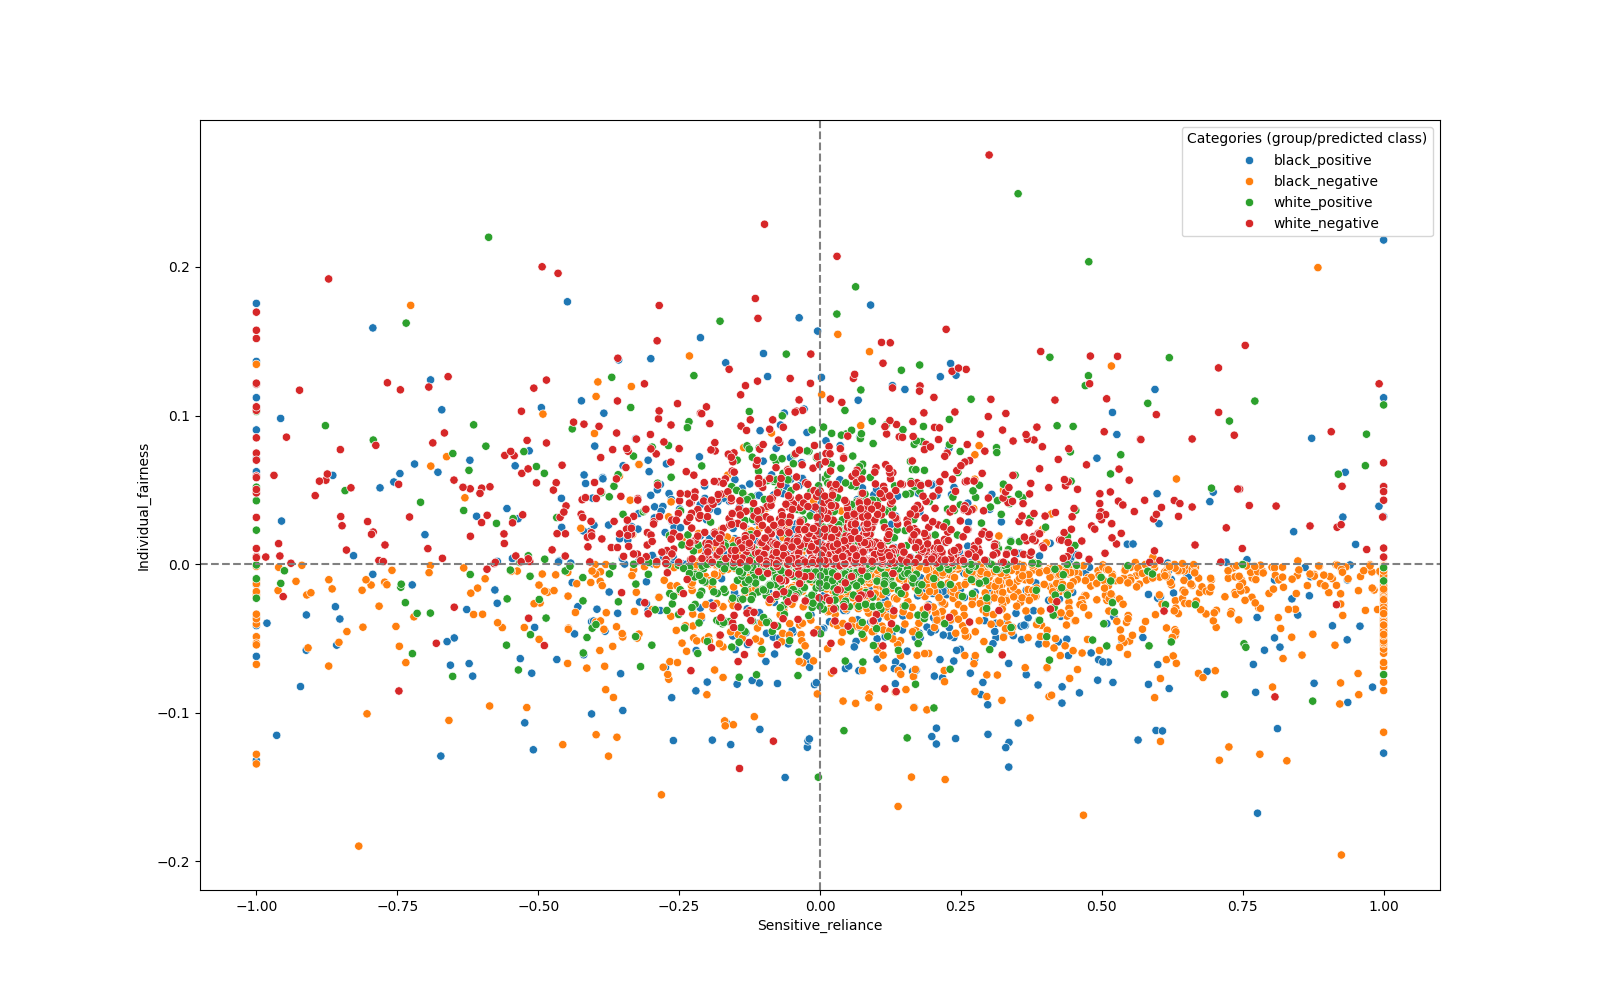 Categories (group/predicted class)
black_positive
black_negative
white_positive
white_negative
0.2
0.1
0.0
−0.1
−0.2
Individual_fairness
−1.00 −0.75 −0.50 −0.25 0.00 0.25 0.50 0.75 1.00
Sensitive_reliance